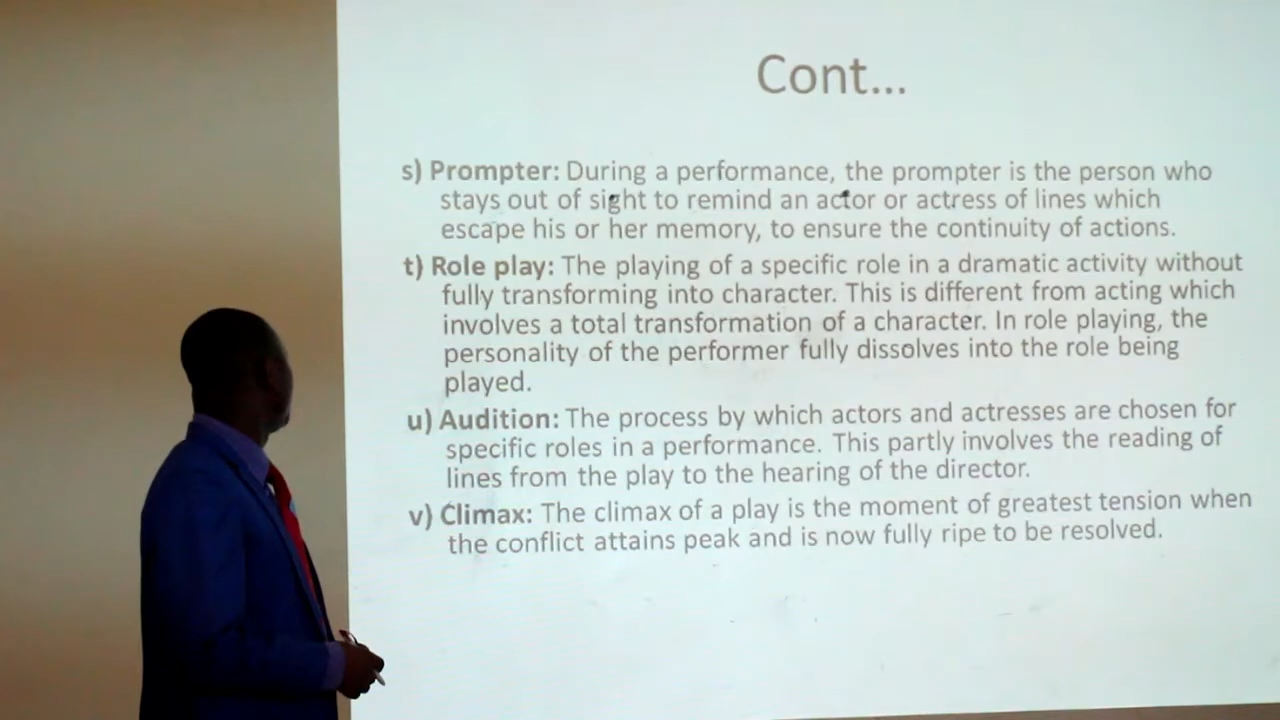 Cont...
s) Prompter: During a performance, the prompter is the person who
stays out of sight to remind an actor or actress of lines which
escape his or her memory, to ensure the continuity of actions.
t) Role play: The playing of a specific role in a dramatic activity without
fully transforming into character. This is different from acting which
involves a total transformation of a character. In role playing, the
personality of the performer fully dissolves into the role being
played.
u) Audition: The process by which actors and actresses are chosen for
specific roles in a performance. This partly involves the reading of
lines from the play to the hearing of the director.
v) Climax: The climax of a play is the moment of greatest tension when
the conflict attains peak and is now fully ripe to be resolved.